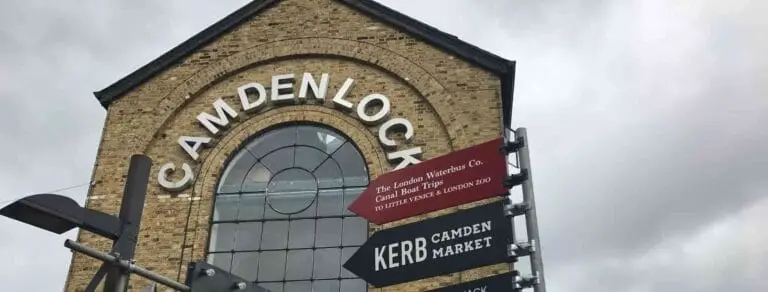 CAMDEN LOCK
The London Waterbus Co.
Canal Boat Trips
TO LITTLE VENICE & LONDON ZOO
KERB CAMDEN
MARKET